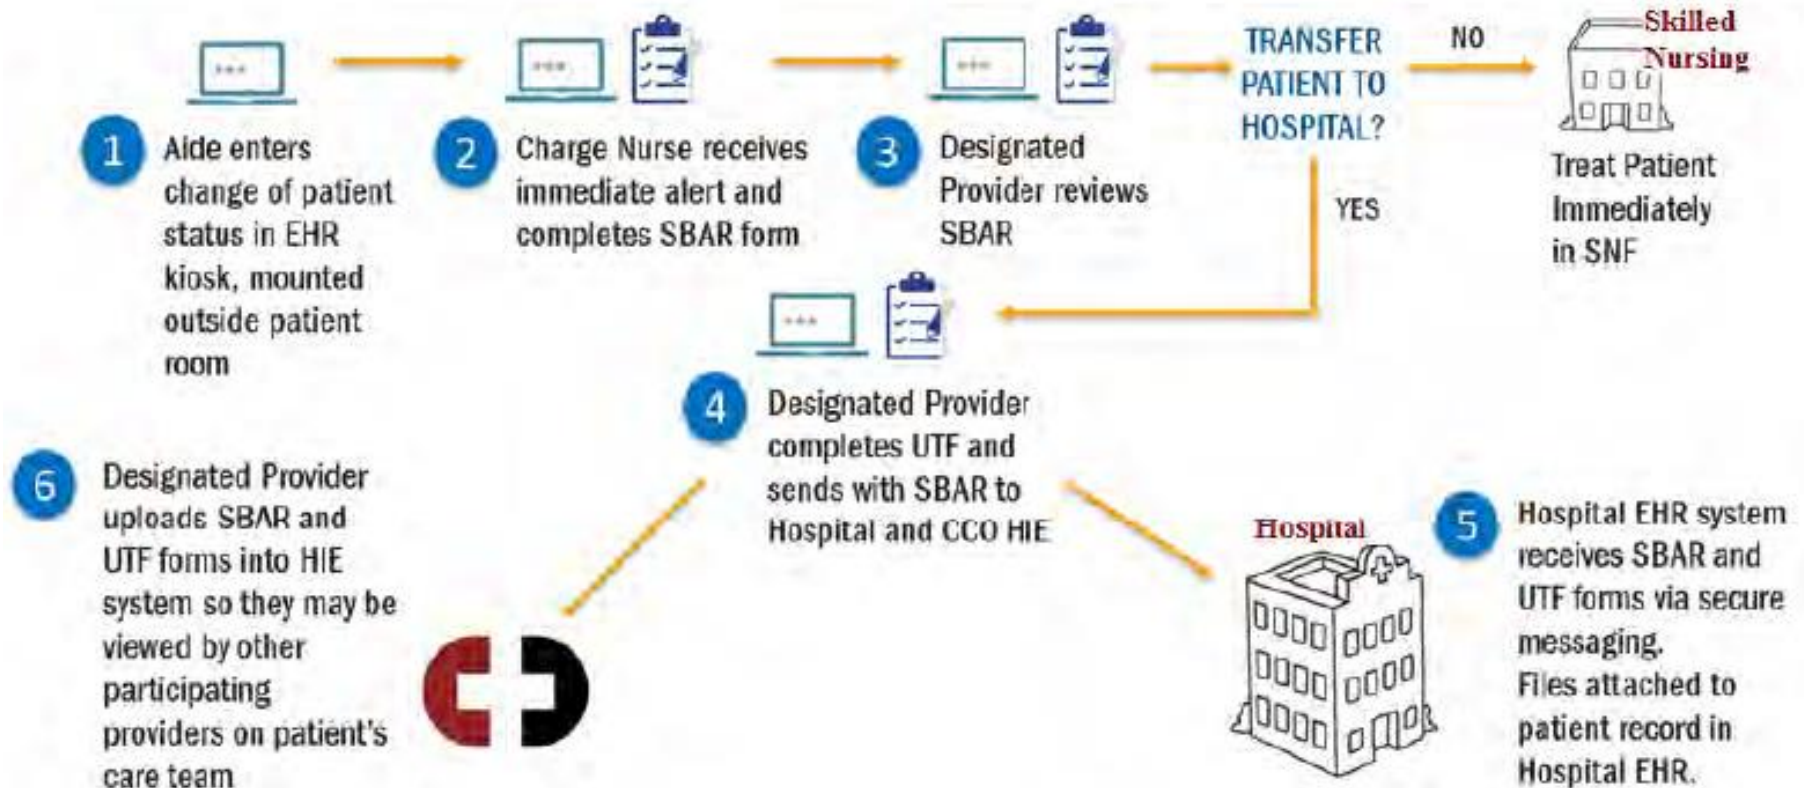 1
Aide enters
change of patient
status in EHR
kiosk, mounted
outside patient
room
2
Charge Nurse receives
immediate alert and
completes SBAR form
3
Designated
Provider reviews
SBAR
TRANSFER
PATIENT TO
HOSPITAL?
NO
Skilled
Nursing
Treat Patient
Immediately
in SNF
YES
4
Designated Provider
completes UTF and
sends with SBAR to
Hospital and CCO HIE
Hospital
5
Hospital EHR system
receives SBAR and
UTF forms via secure
messaging.
Files attached to
patient record in
Hospital EHR.
6
Designated Provider
uploads SBAR and
UTF forms into HIE
system so they may be
viewed by other
participating
providers on patient's
care team